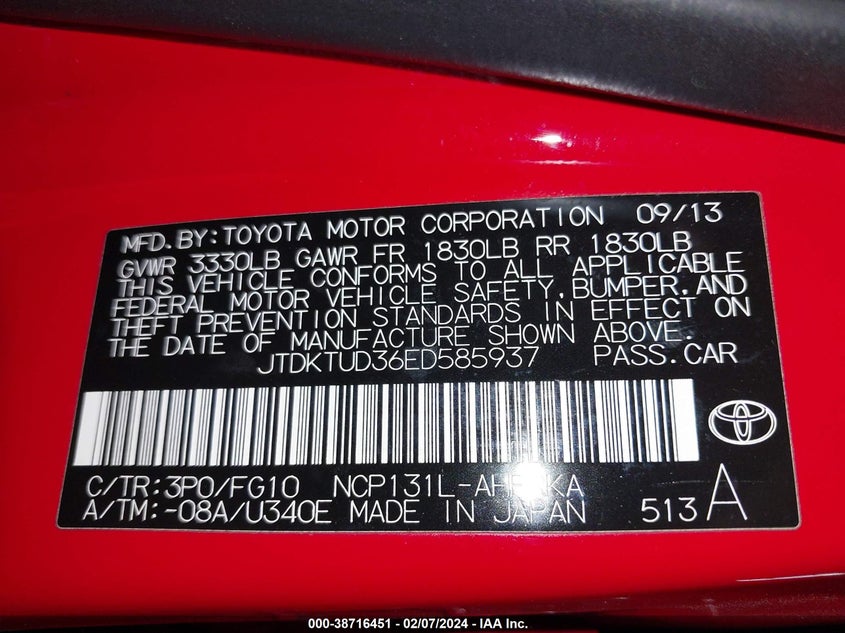 MFD. BY: TOYOTA MOTOR CORPORATION 09/13
GVWR 3330LB GAWR FR 1830LB RR 1830LB
THIS VEHICLE CONFORMS TO ALL APPLICABLE
FEDERAL MOTOR VEHICLE SAFETY, BUMPER, AND
THEFT PREVENTION STANDARDS IN EFFECT ON
THE DATE OF MANUFACTURE SHOWN ABOVE.
JTDKTUD36ED585937 PASS.CAR
C/TR:3P0/FG10
A/TM:-08A/U340E MADE IN JAPAN 513 A
000-38716451 - 02/07/2024 - IAA Inc.